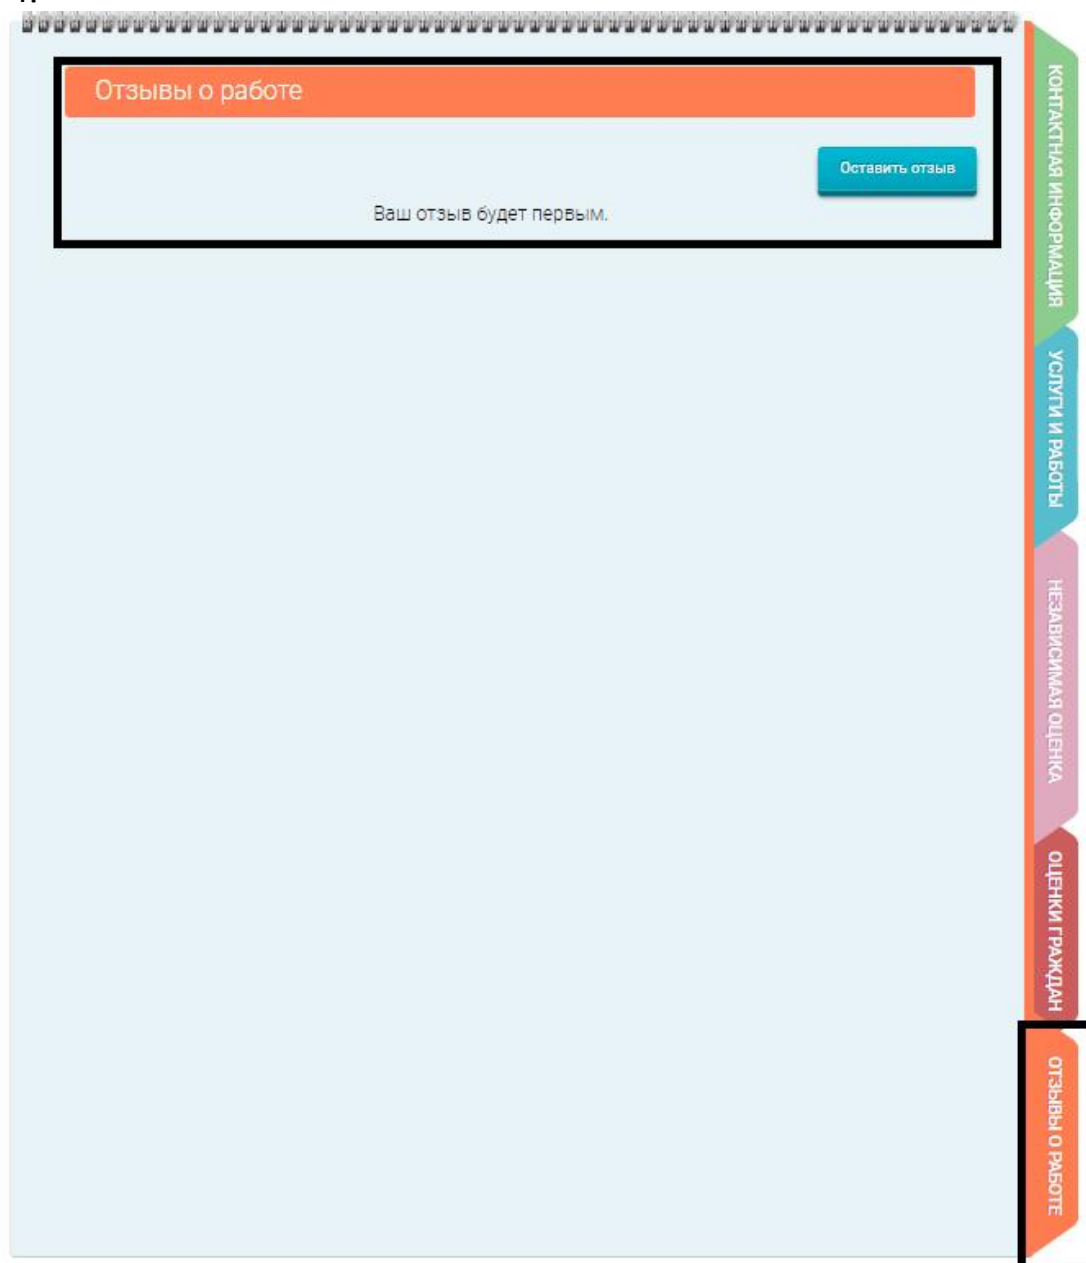 Отзывы о работе
Оставить отзыв
Ваш отзыв будет первым.
КОНТАКТНАЯ ИНФОРМАЦИЯ
УСЛУГИ И РАБОТЫ
НЕЗАВИСИМАЯ ОЦЕНКА
ОЦЕНКИ ГРАЖДАН
ОТЗЫВЫ О РАБОТЕ